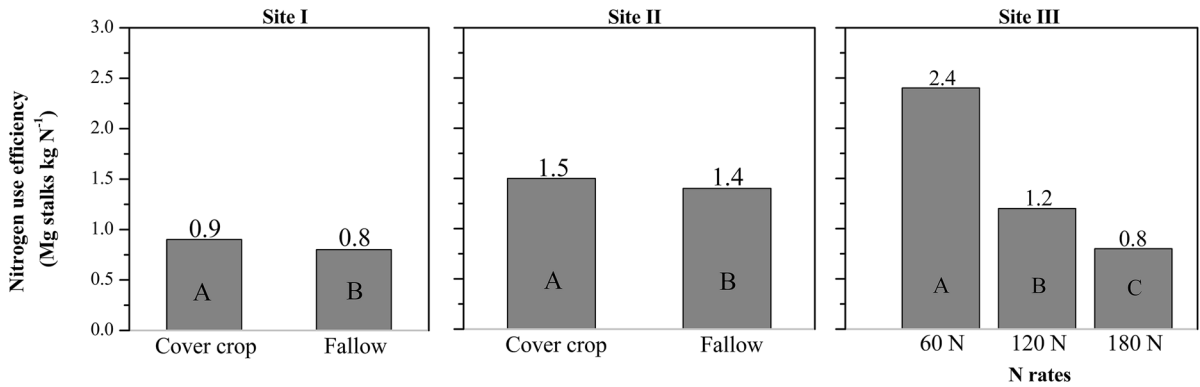 Site I
Site II
Site III
Nitrogen use efficiency
(Mg stalks kg N⁻¹)
3.0
2.5
2.0
1.5
1.0
0.5
0.0
0.9
0.8
A
B
Cover crop
Fallow
1.5
1.4
A
B
Cover crop
Fallow
2.4
1.2
0.8
A
B
C
60 N
120 N
180 N
N rates